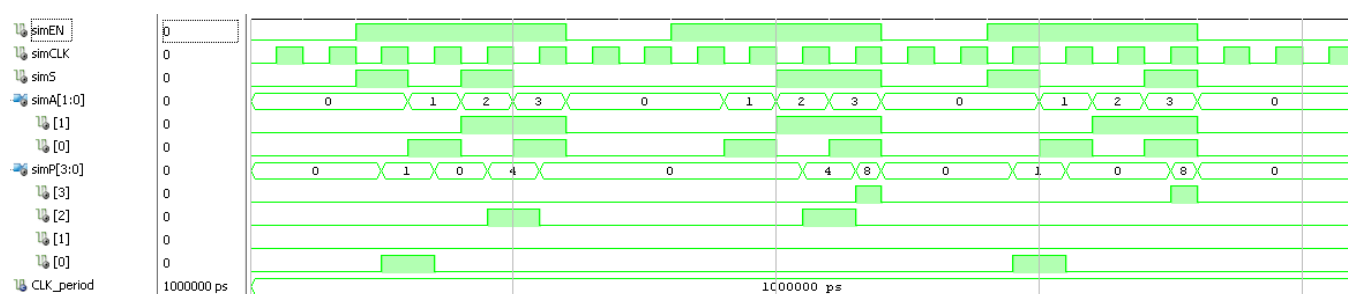 simEN 0
simCLK 0
simS 0
simA[1:0] 0 0 1 2 3 0 1 2 3 0 1 2 3 0
[1] 0
[0] 0
simP[3:0] 0 0 1 0 4 0 4 8 0 1 0 8 0
[3] 0
[2] 0
[1] 0
[0] 0
CLK_period 1000000 ps 1000000 ps